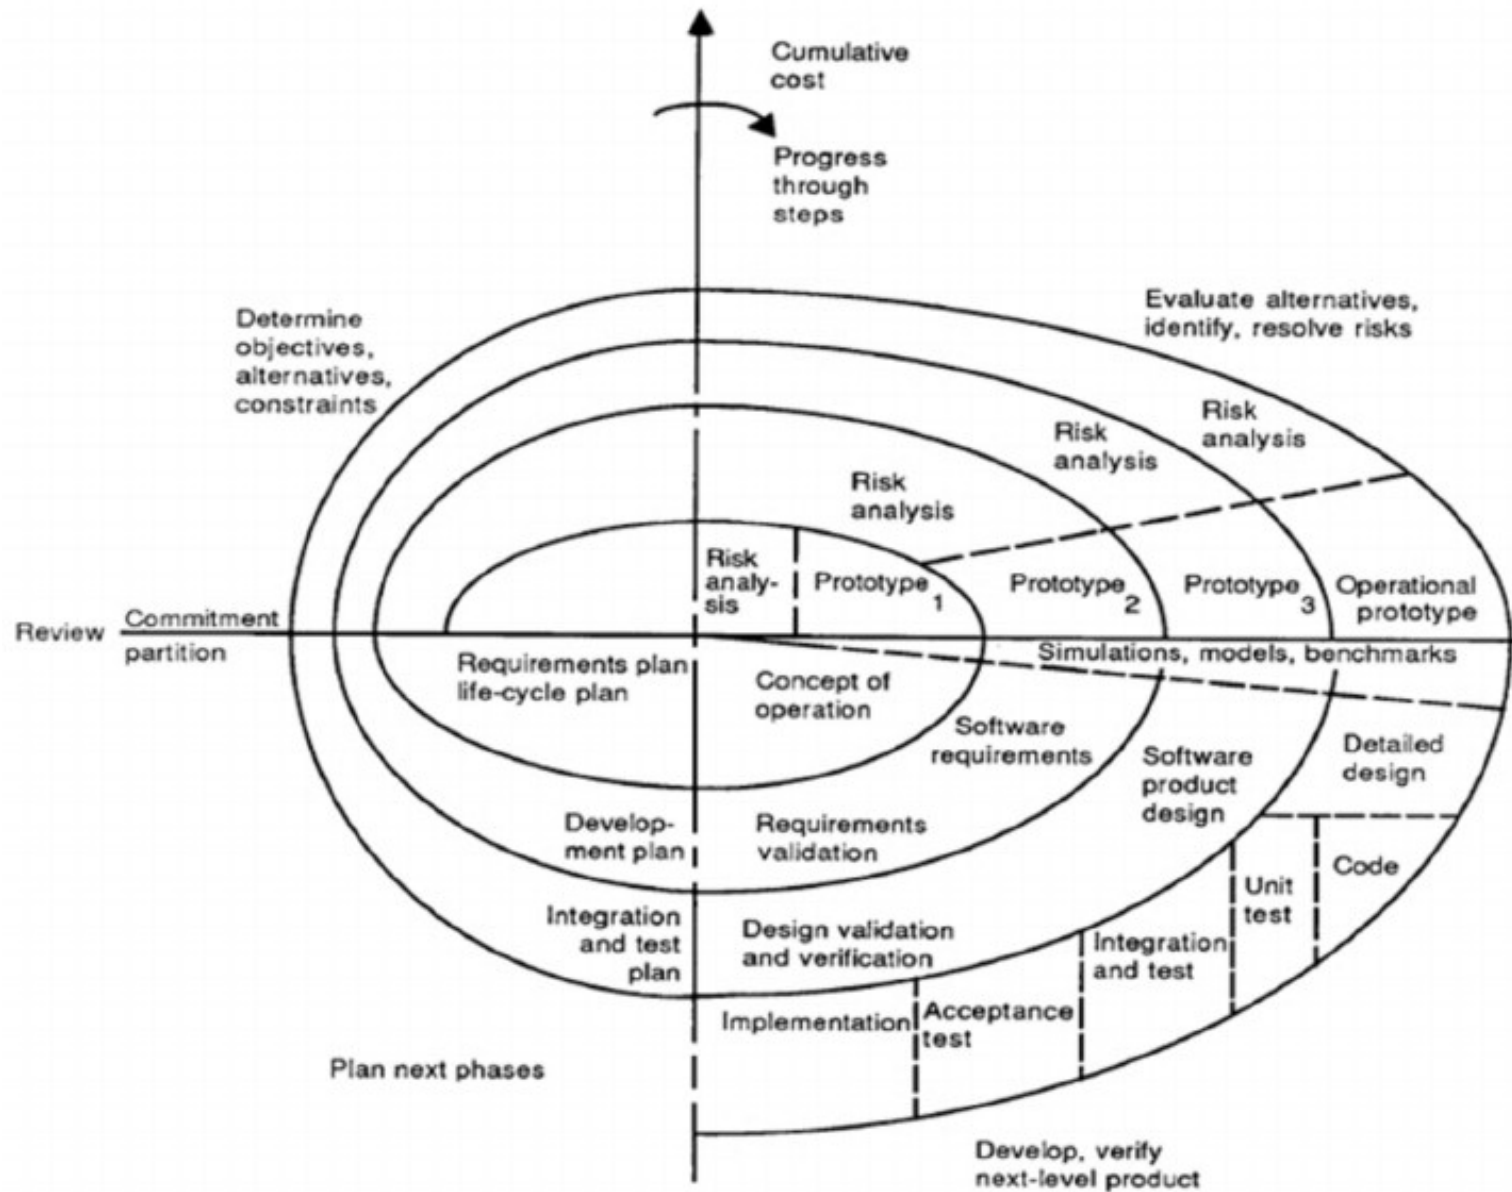 Cumulative
cost
Progress
through
steps
Evaluate alternatives,
identify, resolve risks
Determine
objectives,
alternatives,
constraints
Risk
analysis
Risk
analysis
Risk
analysis
Risk
analy-
sis
Prototype 1
Prototype 2
Prototype 3
Operational
prototype
Review
Commitment
partition
Simulations, models, benchmarks
Requirements plan
life-cycle plan
Concept of
operation
Software
requirements
Software
product
design
Detailed
design
Develop-
ment plan
Requirements
validation
Code
Unit
test
Integration
and test
plan
Design validation
and verification
Integration
and test
Acceptance
test
Implementation
Plan next phases
Develop, verify
next-level product